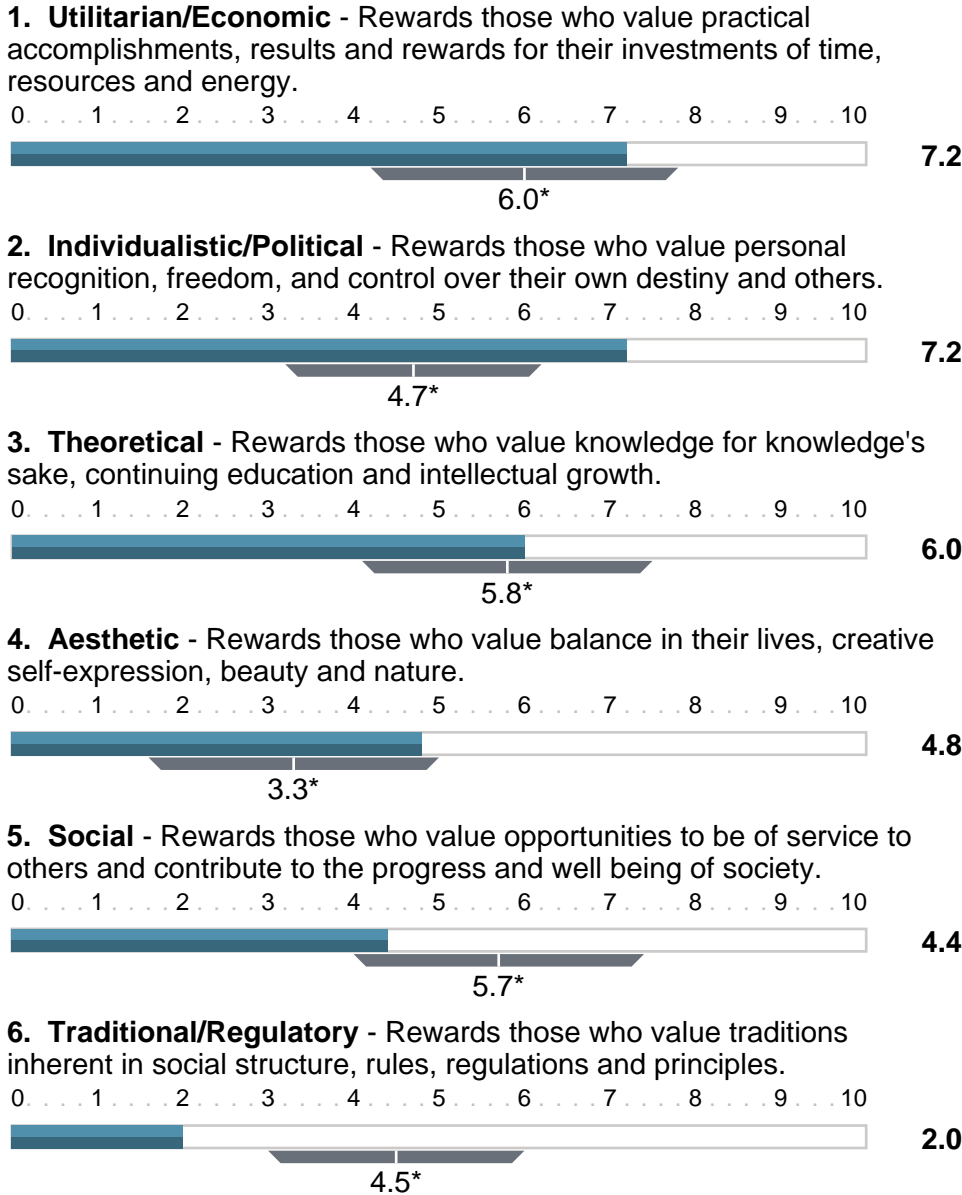 1. Utilitarian/Economic - Rewards those who value practical
accomplishments, results and rewards for their investments of time,
resources and energy.
0. . . . 1 . . . . 2 . . . . 3 . . . . 4 . . . . 5 . . . . 6 . . . . 7 . . . . 8 . . . . 9 . . . 10
7.2
6.0*
2. Individualistic/Political - Rewards those who value personal
recognition, freedom, and control over their own destiny and others.
0. . . . 1 . . . . 2 . . . . 3 . . . . 4 . . . . 5 . . . . 6 . . . . 7 . . . . 8 . . . . 9 . . . 10
7.2
4.7*
3. Theoretical - Rewards those who value knowledge for knowledge's
sake, continuing education and intellectual growth.
0. . . . 1 . . . . 2 . . . . 3 . . . . 4 . . . . 5 . . . . 6 . . . . 7 . . . . 8 . . . . 9 . . . 10
6.0
5.8*
4. Aesthetic - Rewards those who value balance in their lives, creative
self-expression, beauty and nature.
0. . . . 1 . . . . 2 . . . . 3 . . . . 4 . . . . 5 . . . . 6 . . . . 7 . . . . 8 . . . . 9 . . . 10
4.8
3.3*
5. Social - Rewards those who value opportunities to be of service to
others and contribute to the progress and well being of society.
0. . . . 1 . . . . 2 . . . . 3 . . . . 4 . . . . 5 . . . . 6 . . . . 7 . . . . 8 . . . . 9 . . . 10
4.4
5.7*
6. Traditional/Regulatory - Rewards those who value traditions
inherent in social structure, rules, regulations and principles.
0. . . . 1 . . . . 2 . . . . 3 . . . . 4 . . . . 5 . . . . 6 . . . . 7 . . . . 8 . . . . 9 . . . 10
2.0
4.5*